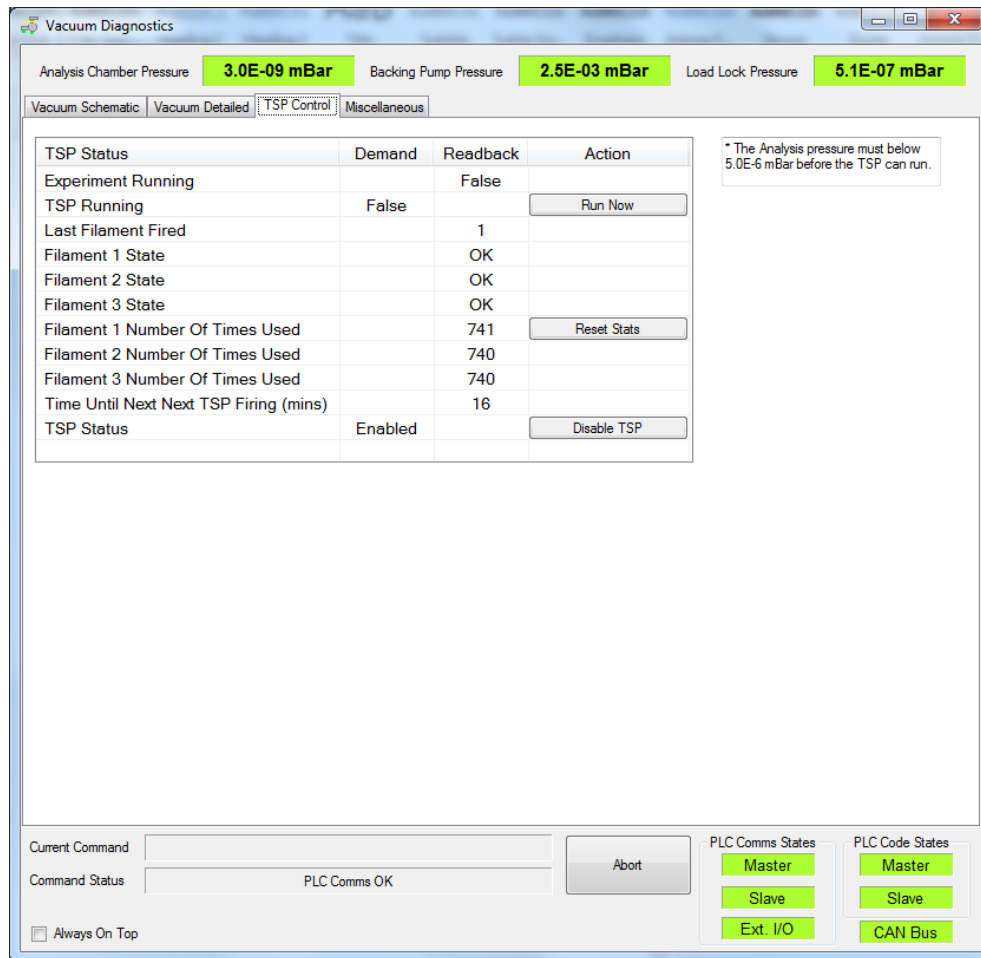 Vacuum Diagnostics
Analysis Chamber Pressure 3.0E-09 mBar Backing Pump Pressure 2.5E-03 mBar Load Lock Pressure 5.1E-07 mBar
Vacuum Schematic Vacuum Detailed TSP Control Miscellaneous
TSP Status Demand Readback Action
Experiment Running False
TSP Running False Run Now
Last Filament Fired 1
Filament 1 State OK
Filament 2 State OK
Filament 3 State OK
Filament 1 Number Of Times Used 741 Reset Stats
Filament 2 Number Of Times Used 740
Filament 3 Number Of Times Used 740
Time Until Next Next TSP Firing (mins) 16
TSP Status Enabled Disable TSP
* The Analysis pressure must below
5.0E-6 mBar before the TSP can run.
Current Command
Command Status PLC Comms OK
Abort
Always On Top
PLC Comms States
Master
Slave
Ext. I/O
PLC Code States
Master
Slave
CAN Bus